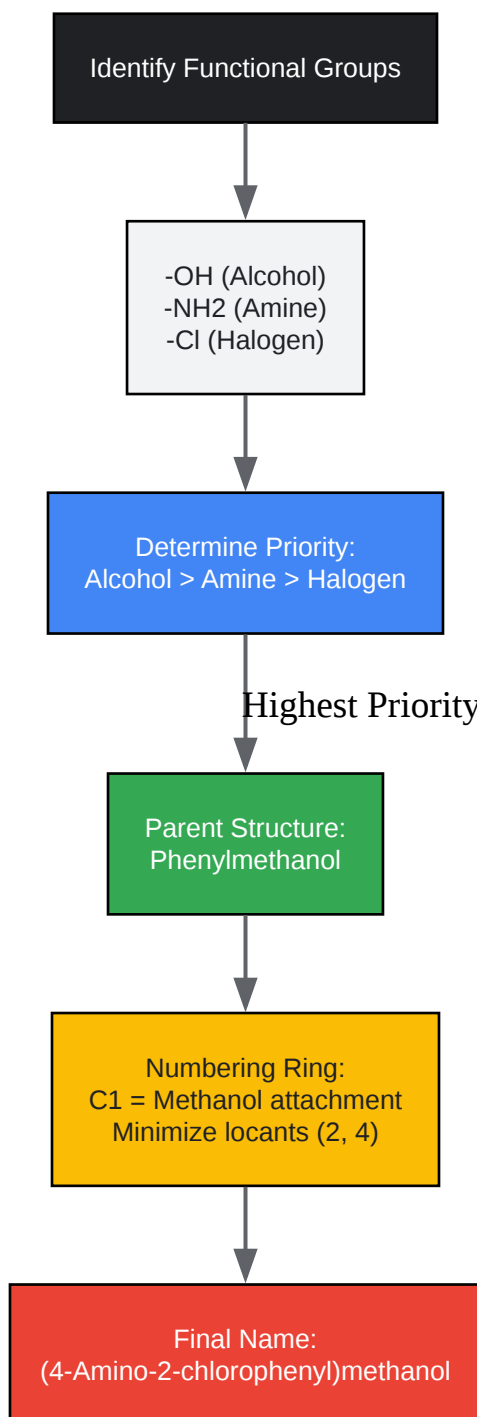 Identify Functional Groups
-OH (Alcohol)
-NH2 (Amine)
-Cl (Halogen)
Determine Priority:
Alcohol > Amine > Halogen
Highest Priority
Parent Structure:
Phenylmethanol
Numbering Ring:
C1 = Methanol attachment
Minimize locants (2, 4)
Final Name:
(4-Amino-2-chlorophenyl)methanol